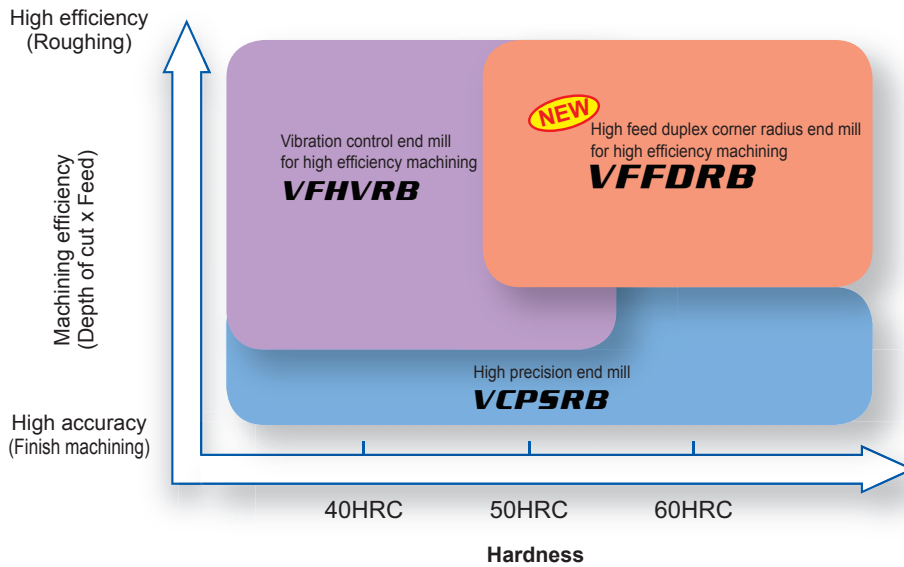 High efficiency
(Roughing)
NEW
High feed duplex corner radius end mill
for high efficiency machining
VFFDRB
Vibration control end mill
for high efficiency machining
VFHVRB
Machining efficiency
(Depth of cut x Feed)
High precision end mill
VCPSRB
High accuracy
(Finish machining)
40HRC
50HRC
60HRC
Hardness